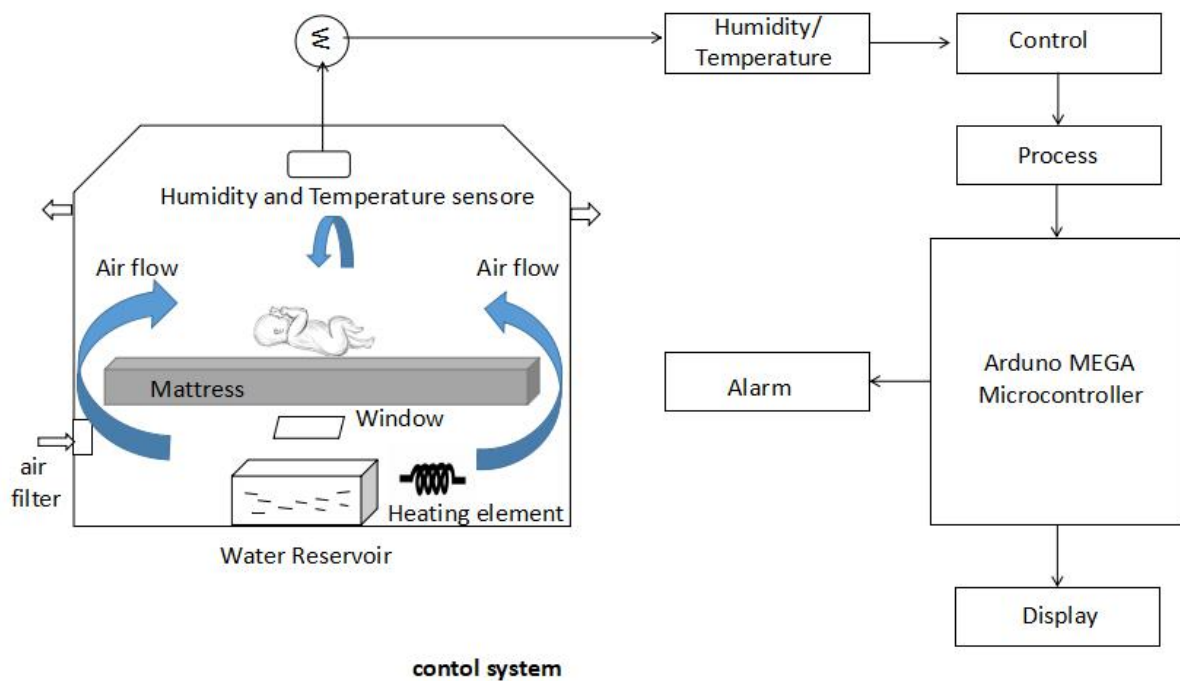 Humidity/
Temperature
Control
Process
Humidity and Temperature sensore
Air flow
Air flow
Mattress
Window
air
filter
Heating element
Water Reservoir
Alarm
Arduno MEGA
Microcontroller
Display
contol system